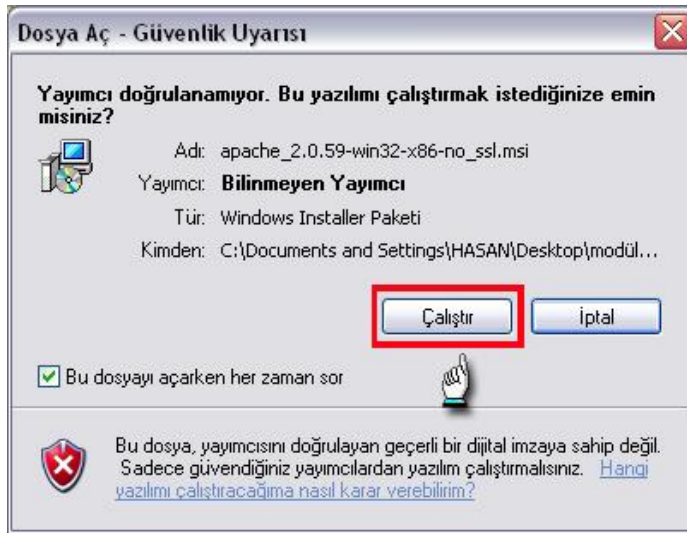 Dosya Aç - Güvenlik Uyarısı
Yayımcı doğrulanamıyor. Bu yazılımı çalıştırmak istediğinize emin
misiniz?
Adı: apache_2.0.59-win32-x86-no_ssl.msi
Yayımcı: Bilinmeyen Yayımcı
Tür: Windows Installer Paketi
Kimden: C:\Documents and Settings\HASAN\Desktop\modül...
Çalıştır İptal
Bu dosyayı açarken her zaman sor
Bu dosya, yayımcısını doğrulayan geçerli bir dijital imzaya sahip değil.
Sadece güvendiğiniz yayımcılardan yazılım çalıştırmalısınız. Hangi
yazılımı çalıştıracağıma nasıl karar verebilirim?